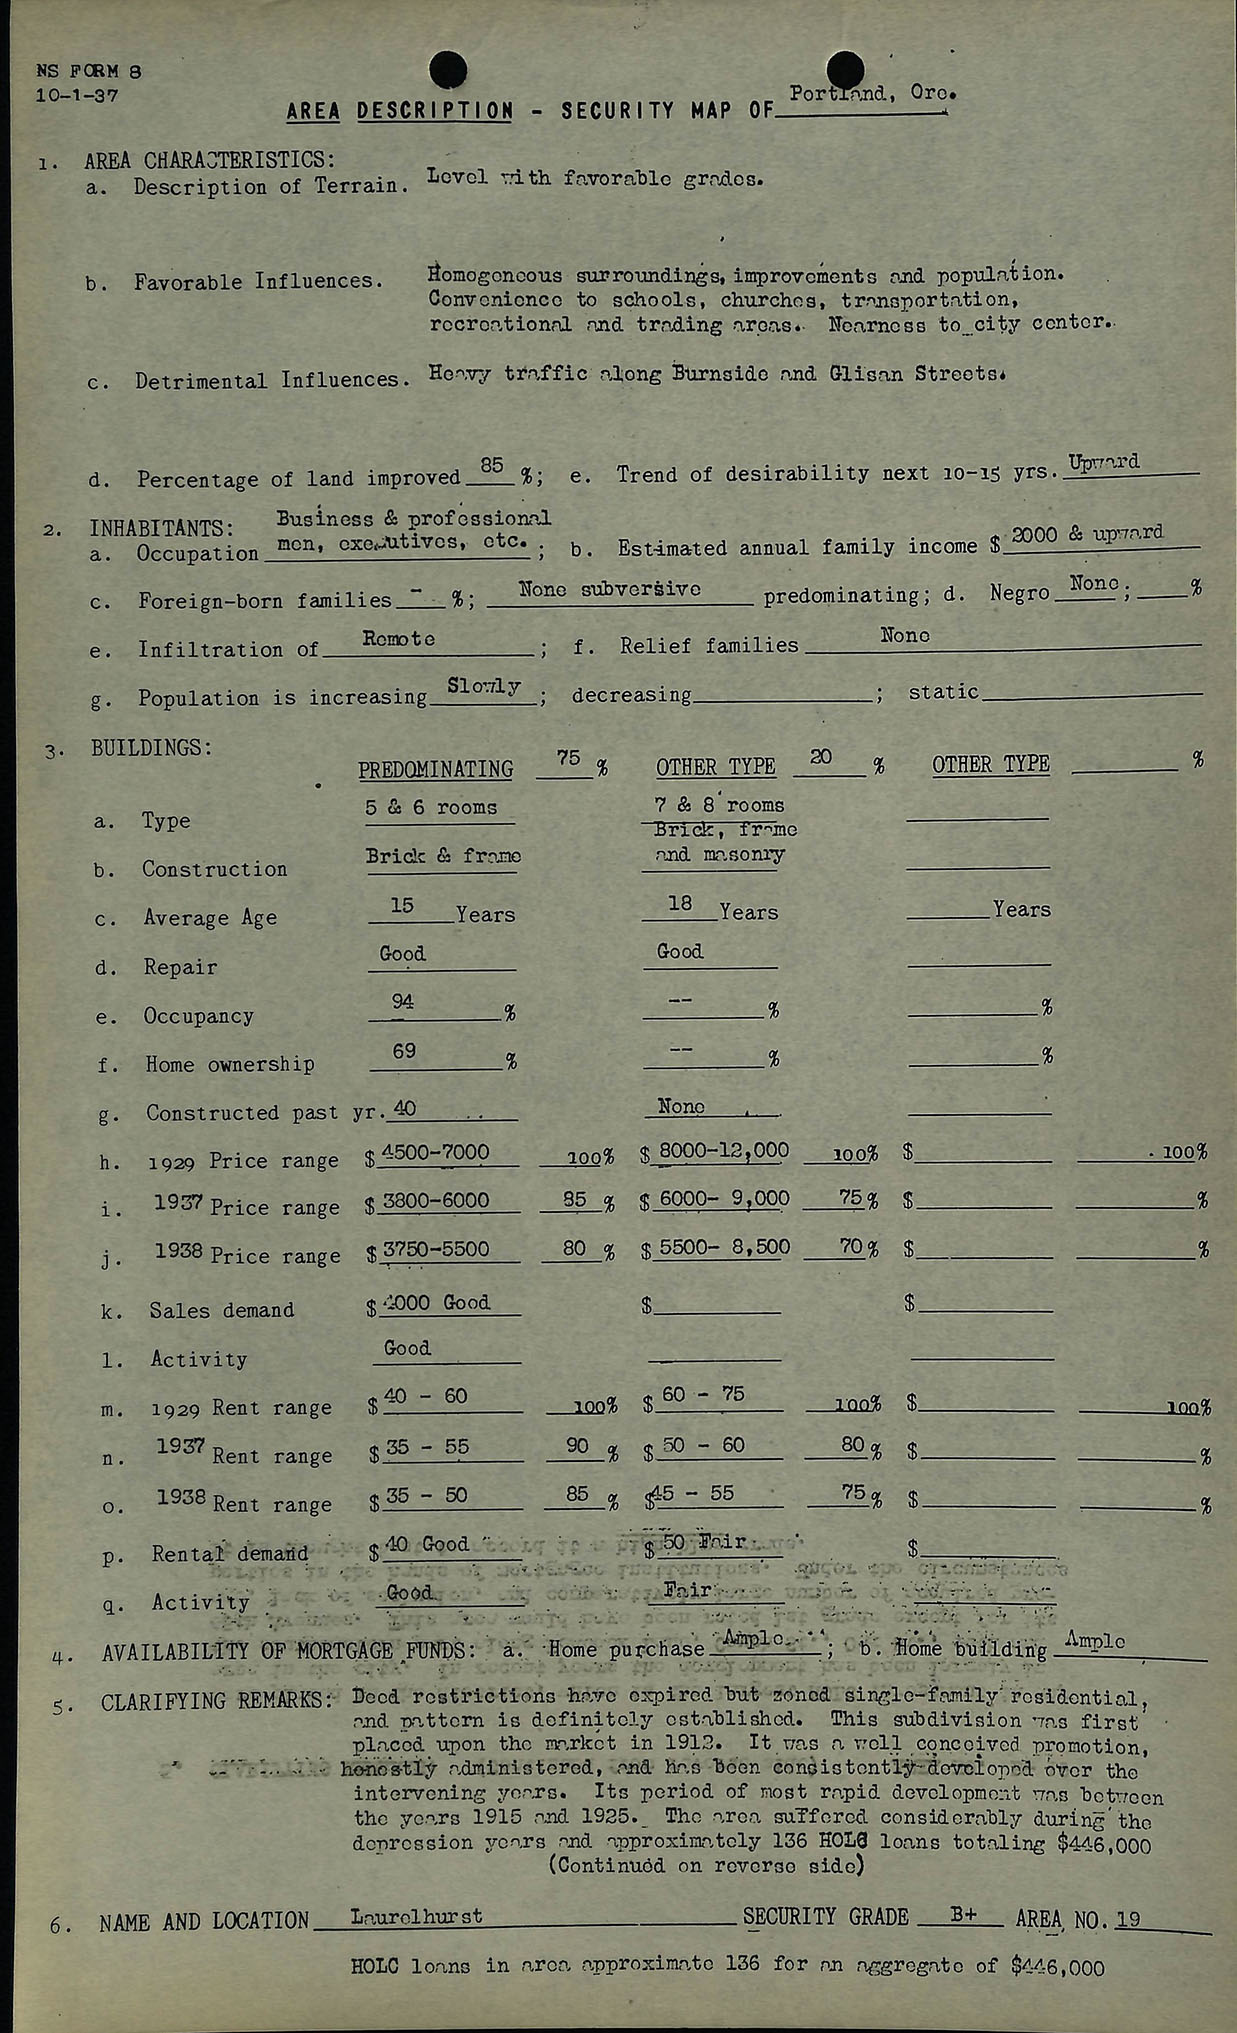 NS FORM 8
10-1-37
AREA DESCRIPTION - SECURITY MAP OF Portland, Ore.
1. AREA CHARACTERISTICS:
a. Description of Terrain. Level with favorable grades.
b. Favorable Influences. Homogeneous surroundings, improvements and population.
Convenience to schools, churches, transportation,
recreational and trading areas. Nearness to city center.
c. Detrimental Influences. Heavy traffic along Burnside and Glisan Streets.
d. Percentage of land improved 85 %; e. Trend of desirability next 10-15 yrs. Upward
2. INHABITANTS: Business & professional
a. Occupation men, executives, etc. ; b. Estimated annual family income $ 2000 & upward
c. Foreign-born families - %; None subversive predominating; d. Negro None; %
e. Infiltration of Remote ; f. Relief families None
g. Population is increasing Slowly ; decreasing ; static
3. BUILDINGS:
PREDOMINATING 75 % OTHER TYPE 20 % OTHER TYPE %
a. Type 5 & 6 rooms 7 & 8 rooms
Brick, frame
b. Construction Brick & frame and masonry
c. Average Age 15 Years 18 Years Years
d. Repair Good Good
e. Occupancy 94 % -- % %
f. Home ownership 69 % -- % %
g. Constructed past yr. 40 None
h. 1929 Price range $ 4500-7000 100% $ 8000-12,000 100% $ 100%
i. 1937 Price range $ 3800-6000 85 % $ 6000- 9,000 75% $ %
j. 1938 Price range $ 3750-5500 80 % $ 5500- 8,500 70% $ %
k. Sales demand $ 4000 Good $ $
l. Activity Good
m. 1929 Rent range $ 40 - 60 100% $ 60 - 75 100% $ 100%
n. 1937 Rent range $ 35 - 55 90 % $ 50 - 60 80% $ %
o. 1938 Rent range $ 35 - 50 85 % $45 - 55 75% $ %
p. Rental demand $ 40 Good $ 50 Fair $
q. Activity Good Fair
4. AVAILABILITY OF MORTGAGE FUNDS: a. Home purchase Ample ; b. Home building Ample
5. CLARIFYING REMARKS: Deed restrictions have expired but zoned single-family residential,
and pattern is definitely established. This subdivision was first
placed upon the market in 1912. It was a well conceived promotion,
honestly administered, and has been consistently developed over the
intervening years. Its period of most rapid development was between
the years 1915 and 1925. The area suffered considerably during the
depression years and approximately 136 HOLC loans totaling $446,000
(Continued on reverse side)
6. NAME AND LOCATION Laurelhurst SECURITY GRADE B+ AREA NO. 19
HOLC loans in area approximate 136 for an aggregate of $446,000